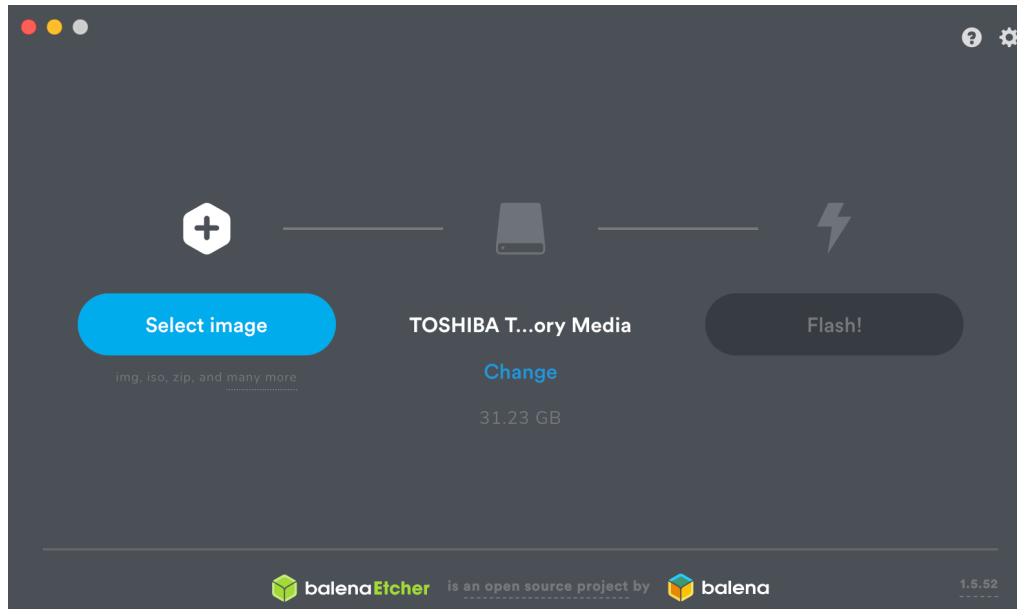 Select image
img, iso, zip, and many more
TOSHIBA T...ory Media
Change
31.23 GB
Flash!
balenaEtcher is an open source project by balena
1.5.52